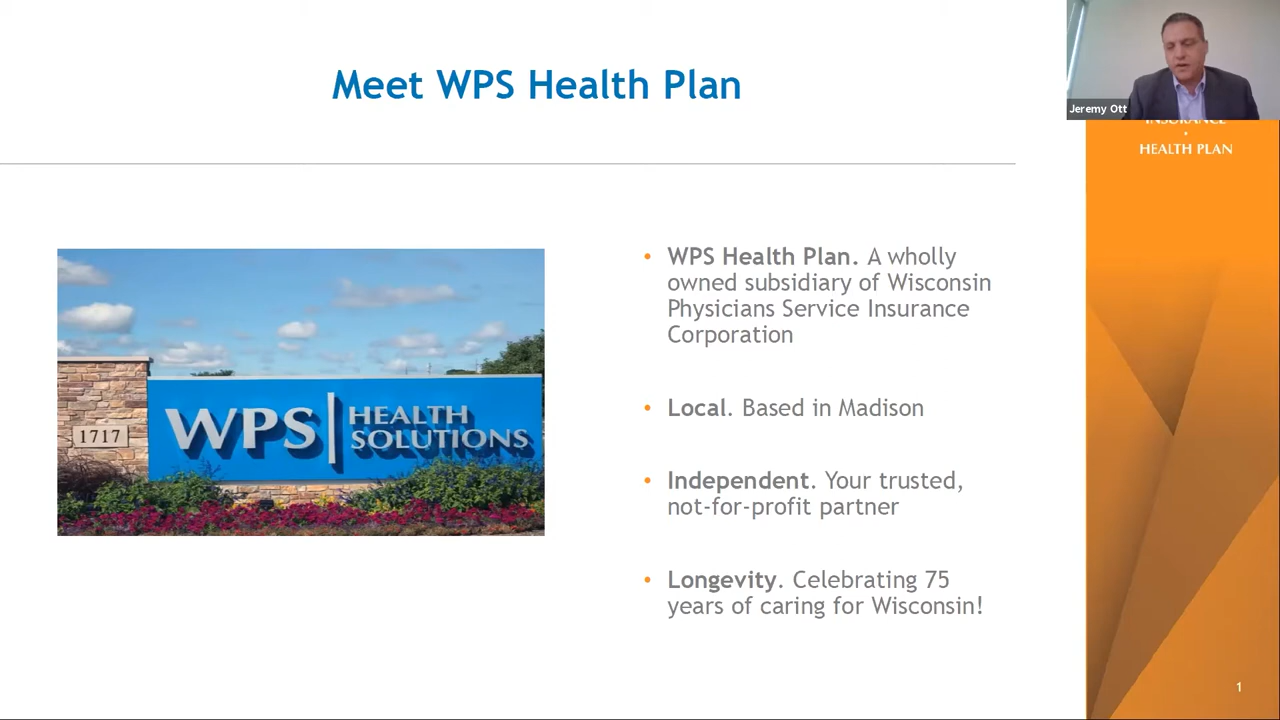 Meet WPS Health Plan
Jeremy Ott
INSURANCE
•
HEALTH PLAN
1717
WPS | HEALTH
SOLUTIONS
• WPS Health Plan. A wholly
owned subsidiary of Wisconsin
Physicians Service Insurance
Corporation
• Local. Based in Madison
• Independent. Your trusted,
not-for-profit partner
• Longevity. Celebrating 75
years of caring for Wisconsin!
1